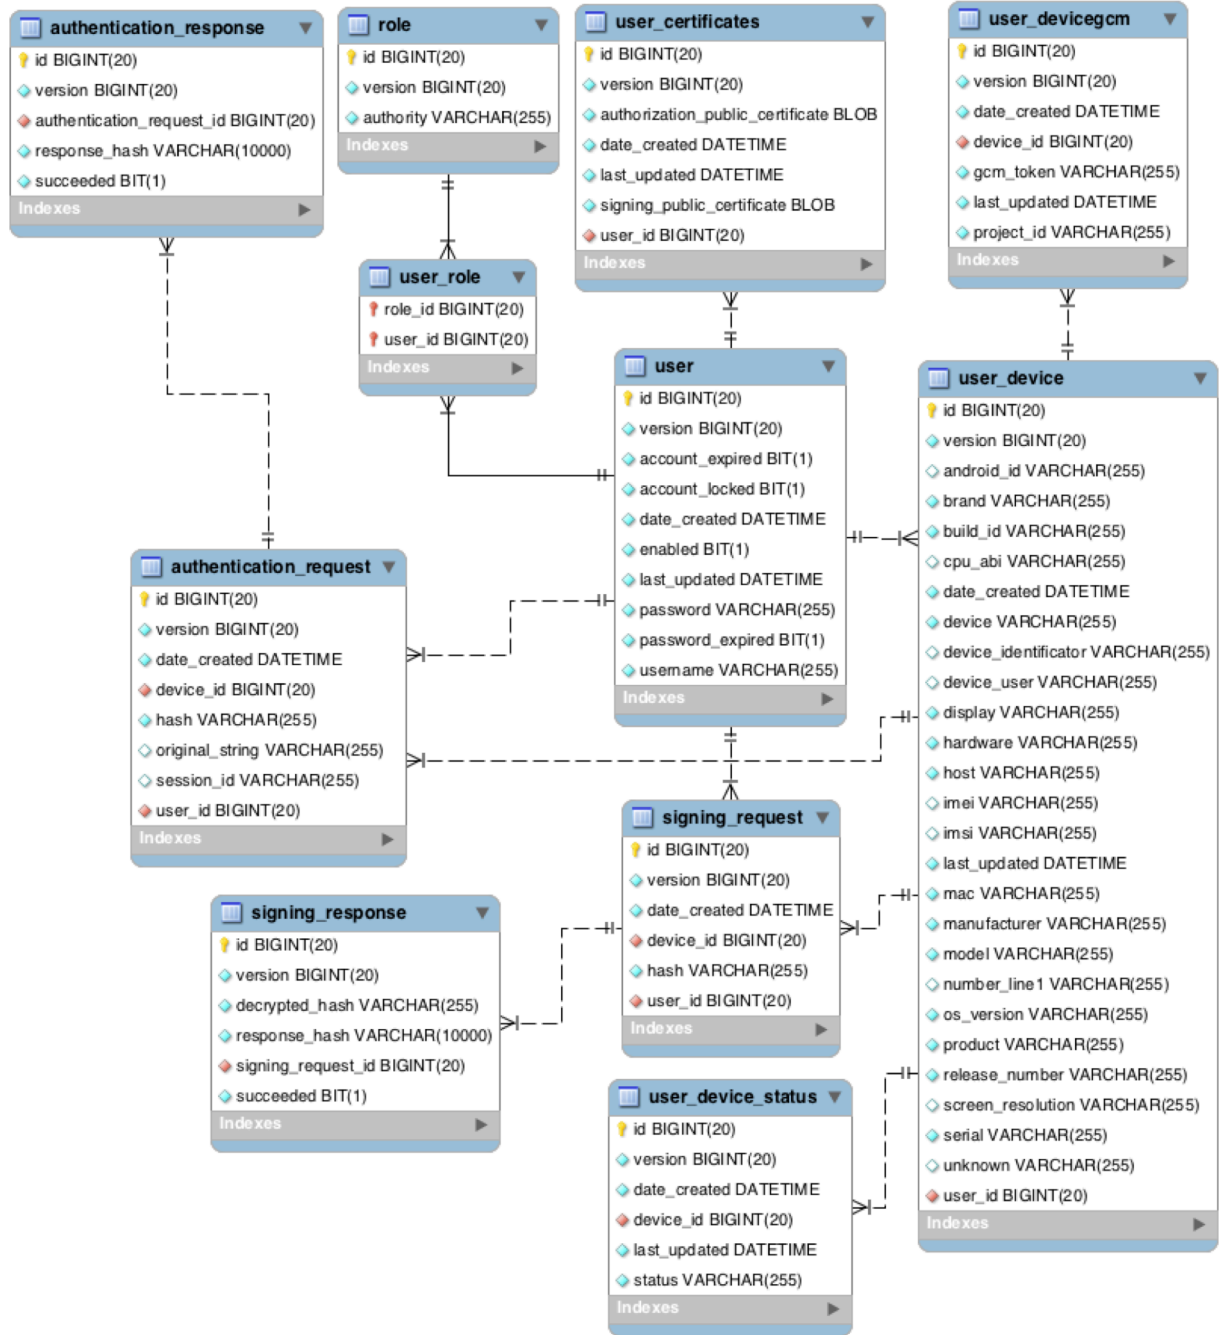 authentication_response
id BIGINT(20)
version BIGINT(20)
authentication_request_id BIGINT(20)
response_hash VARCHAR(10000)
succeeded BIT(1)
Indexes
role
id BIGINT(20)
version BIGINT(20)
authority VARCHAR(255)
Indexes
user_certificates
id BIGINT(20)
version BIGINT(20)
authorization_public_certificate BLOB
date_created DATETIME
last_updated DATETIME
signing_public_certificate BLOB
user_id BIGINT(20)
Indexes
user_devicegcm
id BIGINT(20)
version BIGINT(20)
date_created DATETIME
device_id BIGINT(20)
gcm_token VARCHAR(255)
last_updated DATETIME
project_id VARCHAR(255)
Indexes
user_role
role_id BIGINT(20)
user_id BIGINT(20)
Indexes
user
id BIGINT(20)
version BIGINT(20)
account_expired BIT(1)
account_locked BIT(1)
date_created DATETIME
enabled BIT(1)
last_updated DATETIME
password VARCHAR(255)
password_expired BIT(1)
username VARCHAR(255)
Indexes
user_device
id BIGINT(20)
version BIGINT(20)
android_id VARCHAR(255)
brand VARCHAR(255)
build_id VARCHAR(255)
cpu_abi VARCHAR(255)
date_created DATETIME
device VARCHAR(255)
device_identificator VARCHAR(255)
device_user VARCHAR(255)
display VARCHAR(255)
hardware VARCHAR(255)
host VARCHAR(255)
imei VARCHAR(255)
imsi VARCHAR(255)
last_updated DATETIME
mac VARCHAR(255)
manufacturer VARCHAR(255)
model VARCHAR(255)
number_line1 VARCHAR(255)
os_version VARCHAR(255)
product VARCHAR(255)
release_number VARCHAR(255)
screen_resolution VARCHAR(255)
serial VARCHAR(255)
unknown VARCHAR(255)
user_id BIGINT(20)
Indexes
authentication_request
id BIGINT(20)
version BIGINT(20)
date_created DATETIME
device_id BIGINT(20)
hash VARCHAR(255)
original_string VARCHAR(255)
session_id VARCHAR(255)
user_id BIGINT(20)
Indexes
signing_request
id BIGINT(20)
version BIGINT(20)
date_created DATETIME
device_id BIGINT(20)
hash VARCHAR(255)
user_id BIGINT(20)
Indexes
signing_response
id BIGINT(20)
version BIGINT(20)
decrypted_hash VARCHAR(255)
response_hash VARCHAR(10000)
signing_request_id BIGINT(20)
succeeded BIT(1)
Indexes
user_device_status
id BIGINT(20)
version BIGINT(20)
date_created DATETIME
device_id BIGINT(20)
last_updated DATETIME
status VARCHAR(255)
Indexes